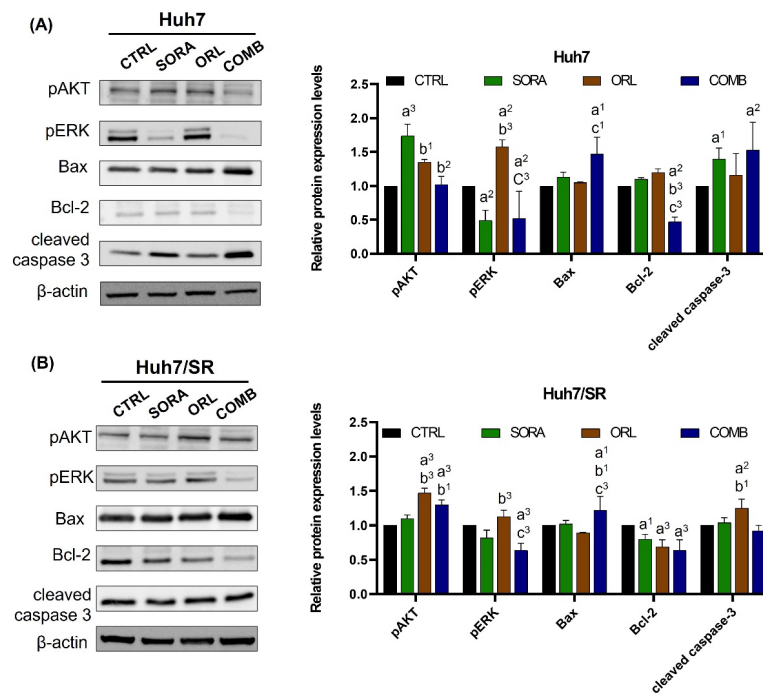 (A)
Huh7
CTRL SORA ORL COMB
pAKT
pERK
Bax
Bcl-2
cleaved
caspase 3
β-actin
Huh7
CTRL SORA ORL COMB
Relative protein expression levels
2.5
2.0
1.5
1.0
0.5
0.0
a3
b1
b2
a2
a2
b3
a2
C3
a1
c1
a2
b3
c3
a1
a2
pAKT
pERK
Bax
Bcl-2
cleaved caspase-3
(B)
Huh7/SR
CTRL SORA ORL COMB
pAKT
pERK
Bax
Bcl-2
cleaved
caspase 3
β-actin
Huh7/SR
CTRL SORA ORL COMB
Relative protein expression levels
2.5
2.0
1.5
1.0
0.5
0.0
a3
b3
a3
b1
b3
a3
c3
a1
b1
c3
a1
a3
a3
a2
b1
pAKT
pERK
Bax
Bcl-2
cleaved caspase-3